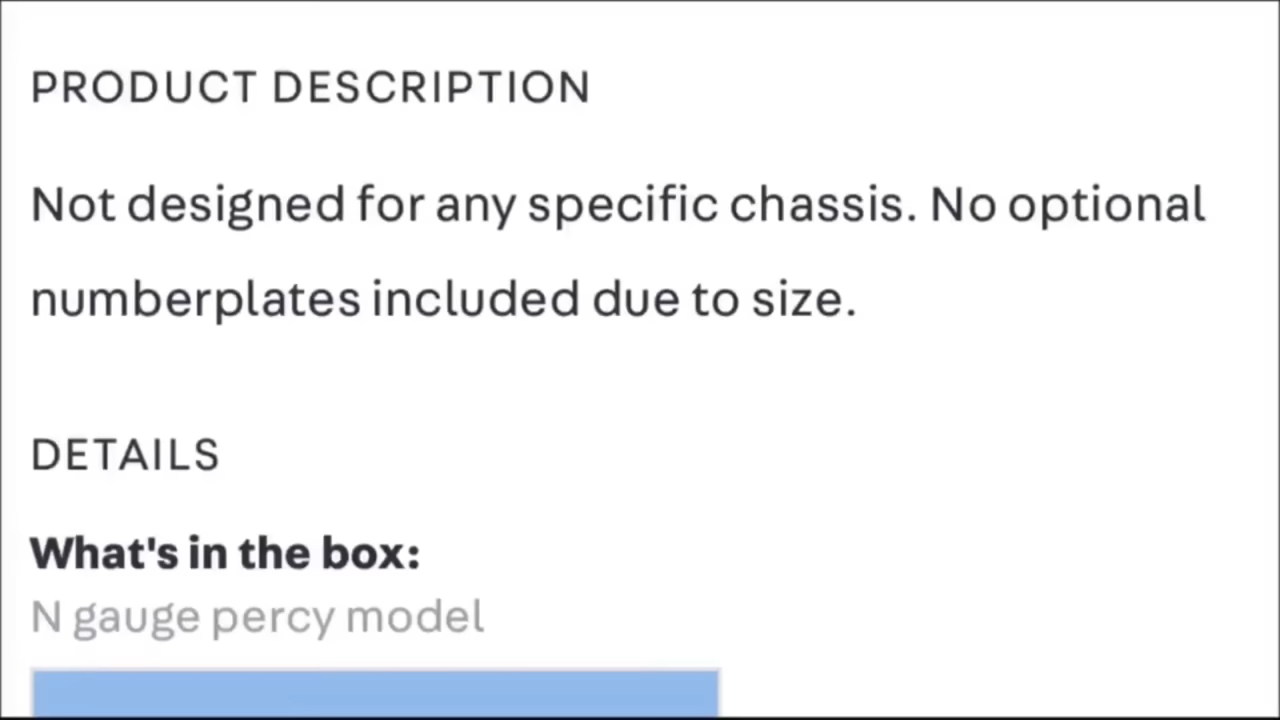 PRODUCT DESCRIPTION
Not designed for any specific chassis. No optional
numberplates included due to size.
DETAILS
What's in the box:
N gauge percy model